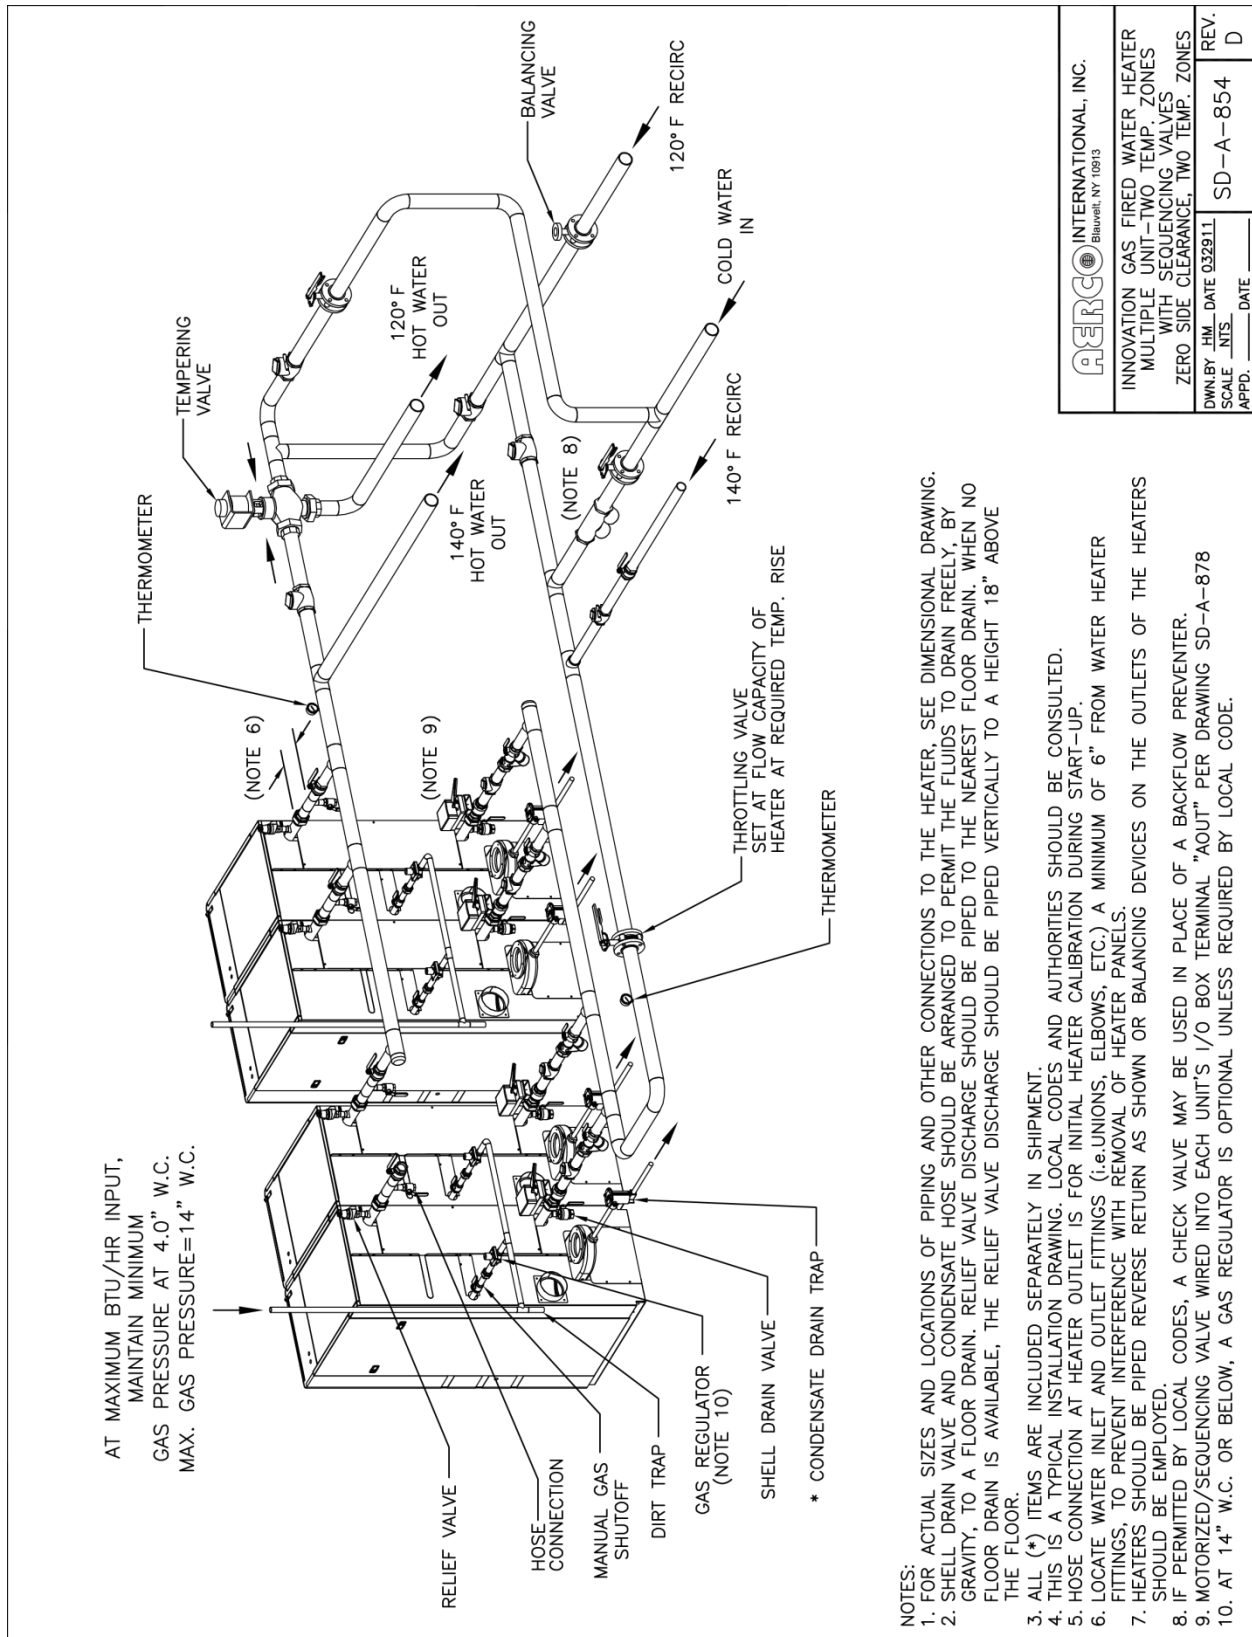 AT MAXIMUM BTU/HR INPUT,
MAINTAIN MINIMUM
GAS PRESSURE AT 4.0" W.C.
MAX. GAS PRESSURE=14" W.C.
RELIEF VALVE
HOSE
CONNECTION
MANUAL GAS
SHUTOFF
DIRT TRAP
GAS REGULATOR
(NOTE 10)
SHELL DRAIN VALVE
* CONDENSATE DRAIN TRAP
THERMOMETER
(NOTE 6)
(NOTE 9)
THROTTLING VALVE
SET AT FLOW CAPACITY OF
HEATER AT REQUIRED TEMP. RISE
THERMOMETER
TEMPERING
VALVE
140° F
HOT WATER
OUT
120° F
HOT WATER
OUT
(NOTE 8)
140° F RECIRC
COLD WATER
IN
BALANCING
VALVE
120° F RECIRC
NOTES:
1. FOR ACTUAL SIZES AND LOCATIONS OF PIPING AND OTHER CONNECTIONS TO THE HEATER, SEE DIMENSIONAL DRAWING.
2. SHELL DRAIN VALVE AND CONDENSATE HOSE SHOULD BE ARRANGED TO PERMIT THE FLUIDS TO DRAIN FREELY, BY
GRAVITY, TO A FLOOR DRAIN. RELIEF VALVE DISCHARGE SHOULD BE PIPED TO THE NEAREST FLOOR DRAIN. WHEN NO
FLOOR DRAIN IS AVAILABLE, THE RELIEF VALVE DISCHARGE SHOULD BE PIPED VERTICALLY TO A HEIGHT 18" ABOVE
THE FLOOR.
3. ALL (*) ITEMS ARE INCLUDED SEPARATELY IN SHIPMENT.
4. THIS IS A TYPICAL INSTALLATION DRAWING. LOCAL CODES AND AUTHORITIES SHOULD BE CONSULTED.
5. HOSE CONNECTION AT HEATER OUTLET IS FOR INITIAL HEATER CALIBRATION DURING START-UP.
6. LOCATE WATER INLET AND OUTLET FITTINGS (i.e.UNIONS, ELBOWS, ETC.) A MINIMUM OF 6" FROM WATER HEATER
FITTINGS, TO PREVENT INTERFERENCE WITH REMOVAL OF HEATER PANELS.
7. HEATERS SHOULD BE PIPED REVERSE RETURN AS SHOWN OR BALANCING DEVICES ON THE OUTLETS OF THE HEATERS
SHOULD BE EMPLOYED.
8. IF PERMITTED BY LOCAL CODES, A CHECK VALVE MAY BE USED IN PLACE OF A BACKFLOW PREVENTER.
9. MOTORIZED/SEQUENCING VALVE WIRED INTO EACH UNIT'S I/O BOX TERMINAL "AOUT" PER DRAWING SD-A-878
10. AT 14" W.C. OR BELOW, A GAS REGULATOR IS OPTIONAL UNLESS REQUIRED BY LOCAL CODE.
AERCO INTERNATIONAL, INC.
Blauvelt, NY 10913
INNOVATION GAS FIRED WATER HEATER
MULTIPLE UNIT-TWO TEMP. ZONES
WITH SEQUENCING VALVES
ZERO SIDE CLEARANCE, TWO TEMP. ZONES
DWN.BY HM DATE 032911
SCALE NTS
APPD. DATE
SD-A-854
REV.
D